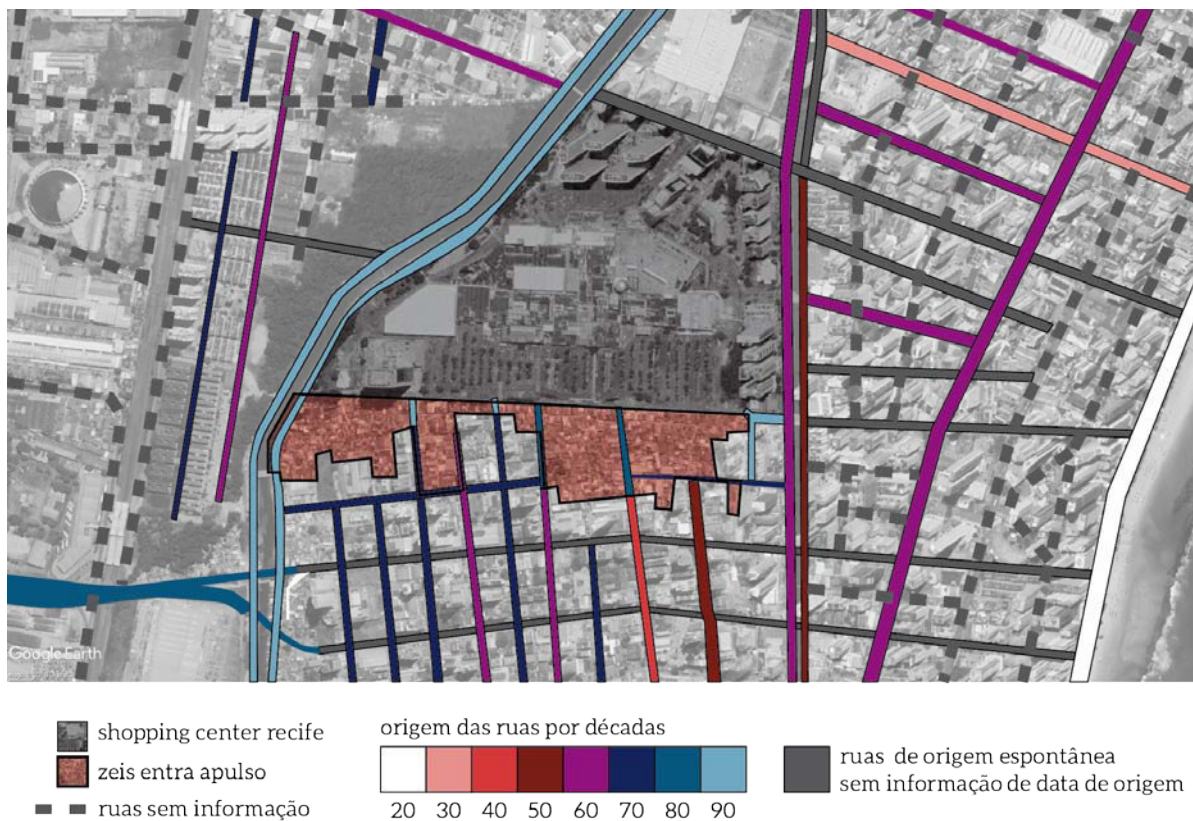 Google Earth
shopping center recife
zeis entra apulso
ruas sem informação
origem das ruas por décadas
20 30 40 50 60 70 80 90
ruas de origem espontânea
sem informação de data de origem